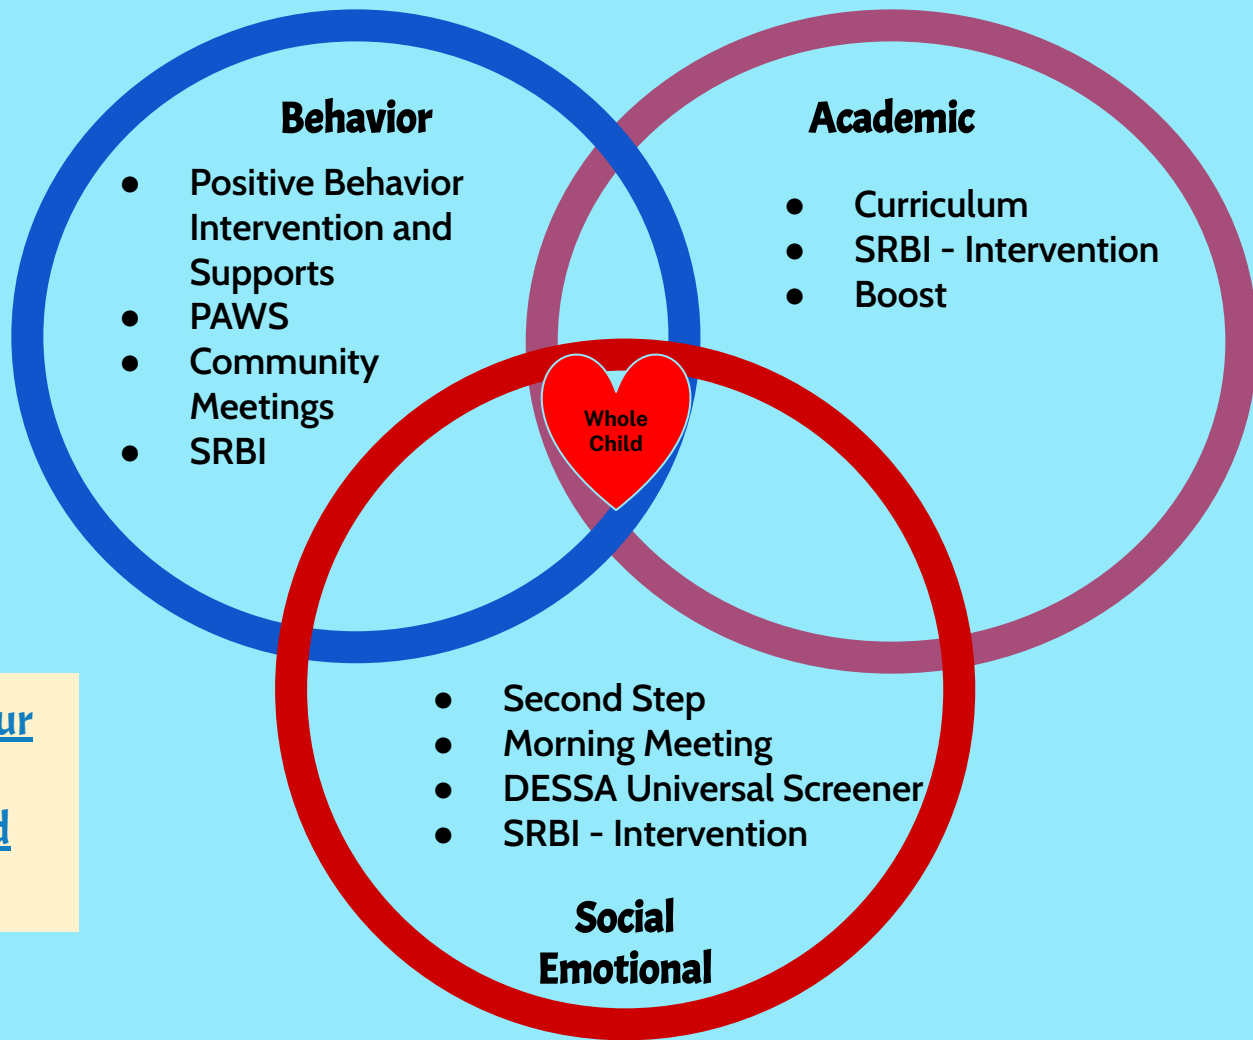 Behavior
● Positive Behavior
Intervention and
Supports
● PAWS
● Community
Meetings
● SRBI
Academic
● Curriculum
● SRBI - Intervention
● Boost
Whole
Child
● Second Step
● Morning Meeting
● DESSA Universal Screener
● SRBI - Intervention
Social
Emotional